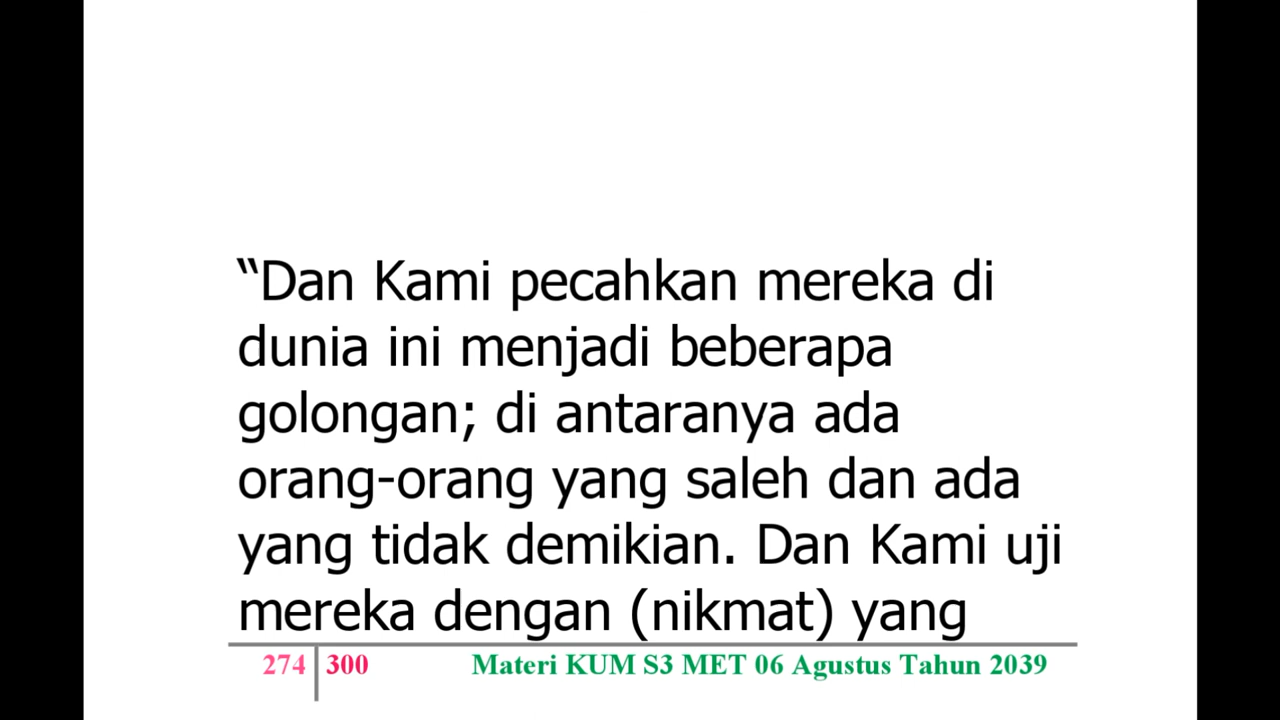 “Dan Kami pecahkan mereka di
dunia ini menjadi beberapa
golongan; di antaranya ada
orang-orang yang saleh dan ada
yang tidak demikian. Dan Kami uji
mereka dengan (nikmat) yang
274 300 Materi KUM S3 MET 06 Agustus Tahun 2039